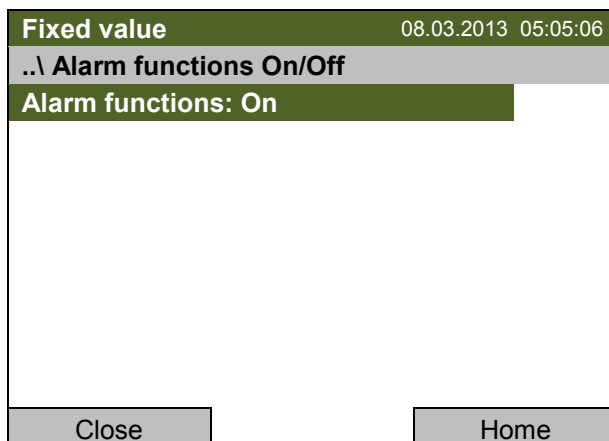 Fixed value 08.03.2013 05:05:06
..\ Alarm functions On/Off
Alarm functions: On
Close Home